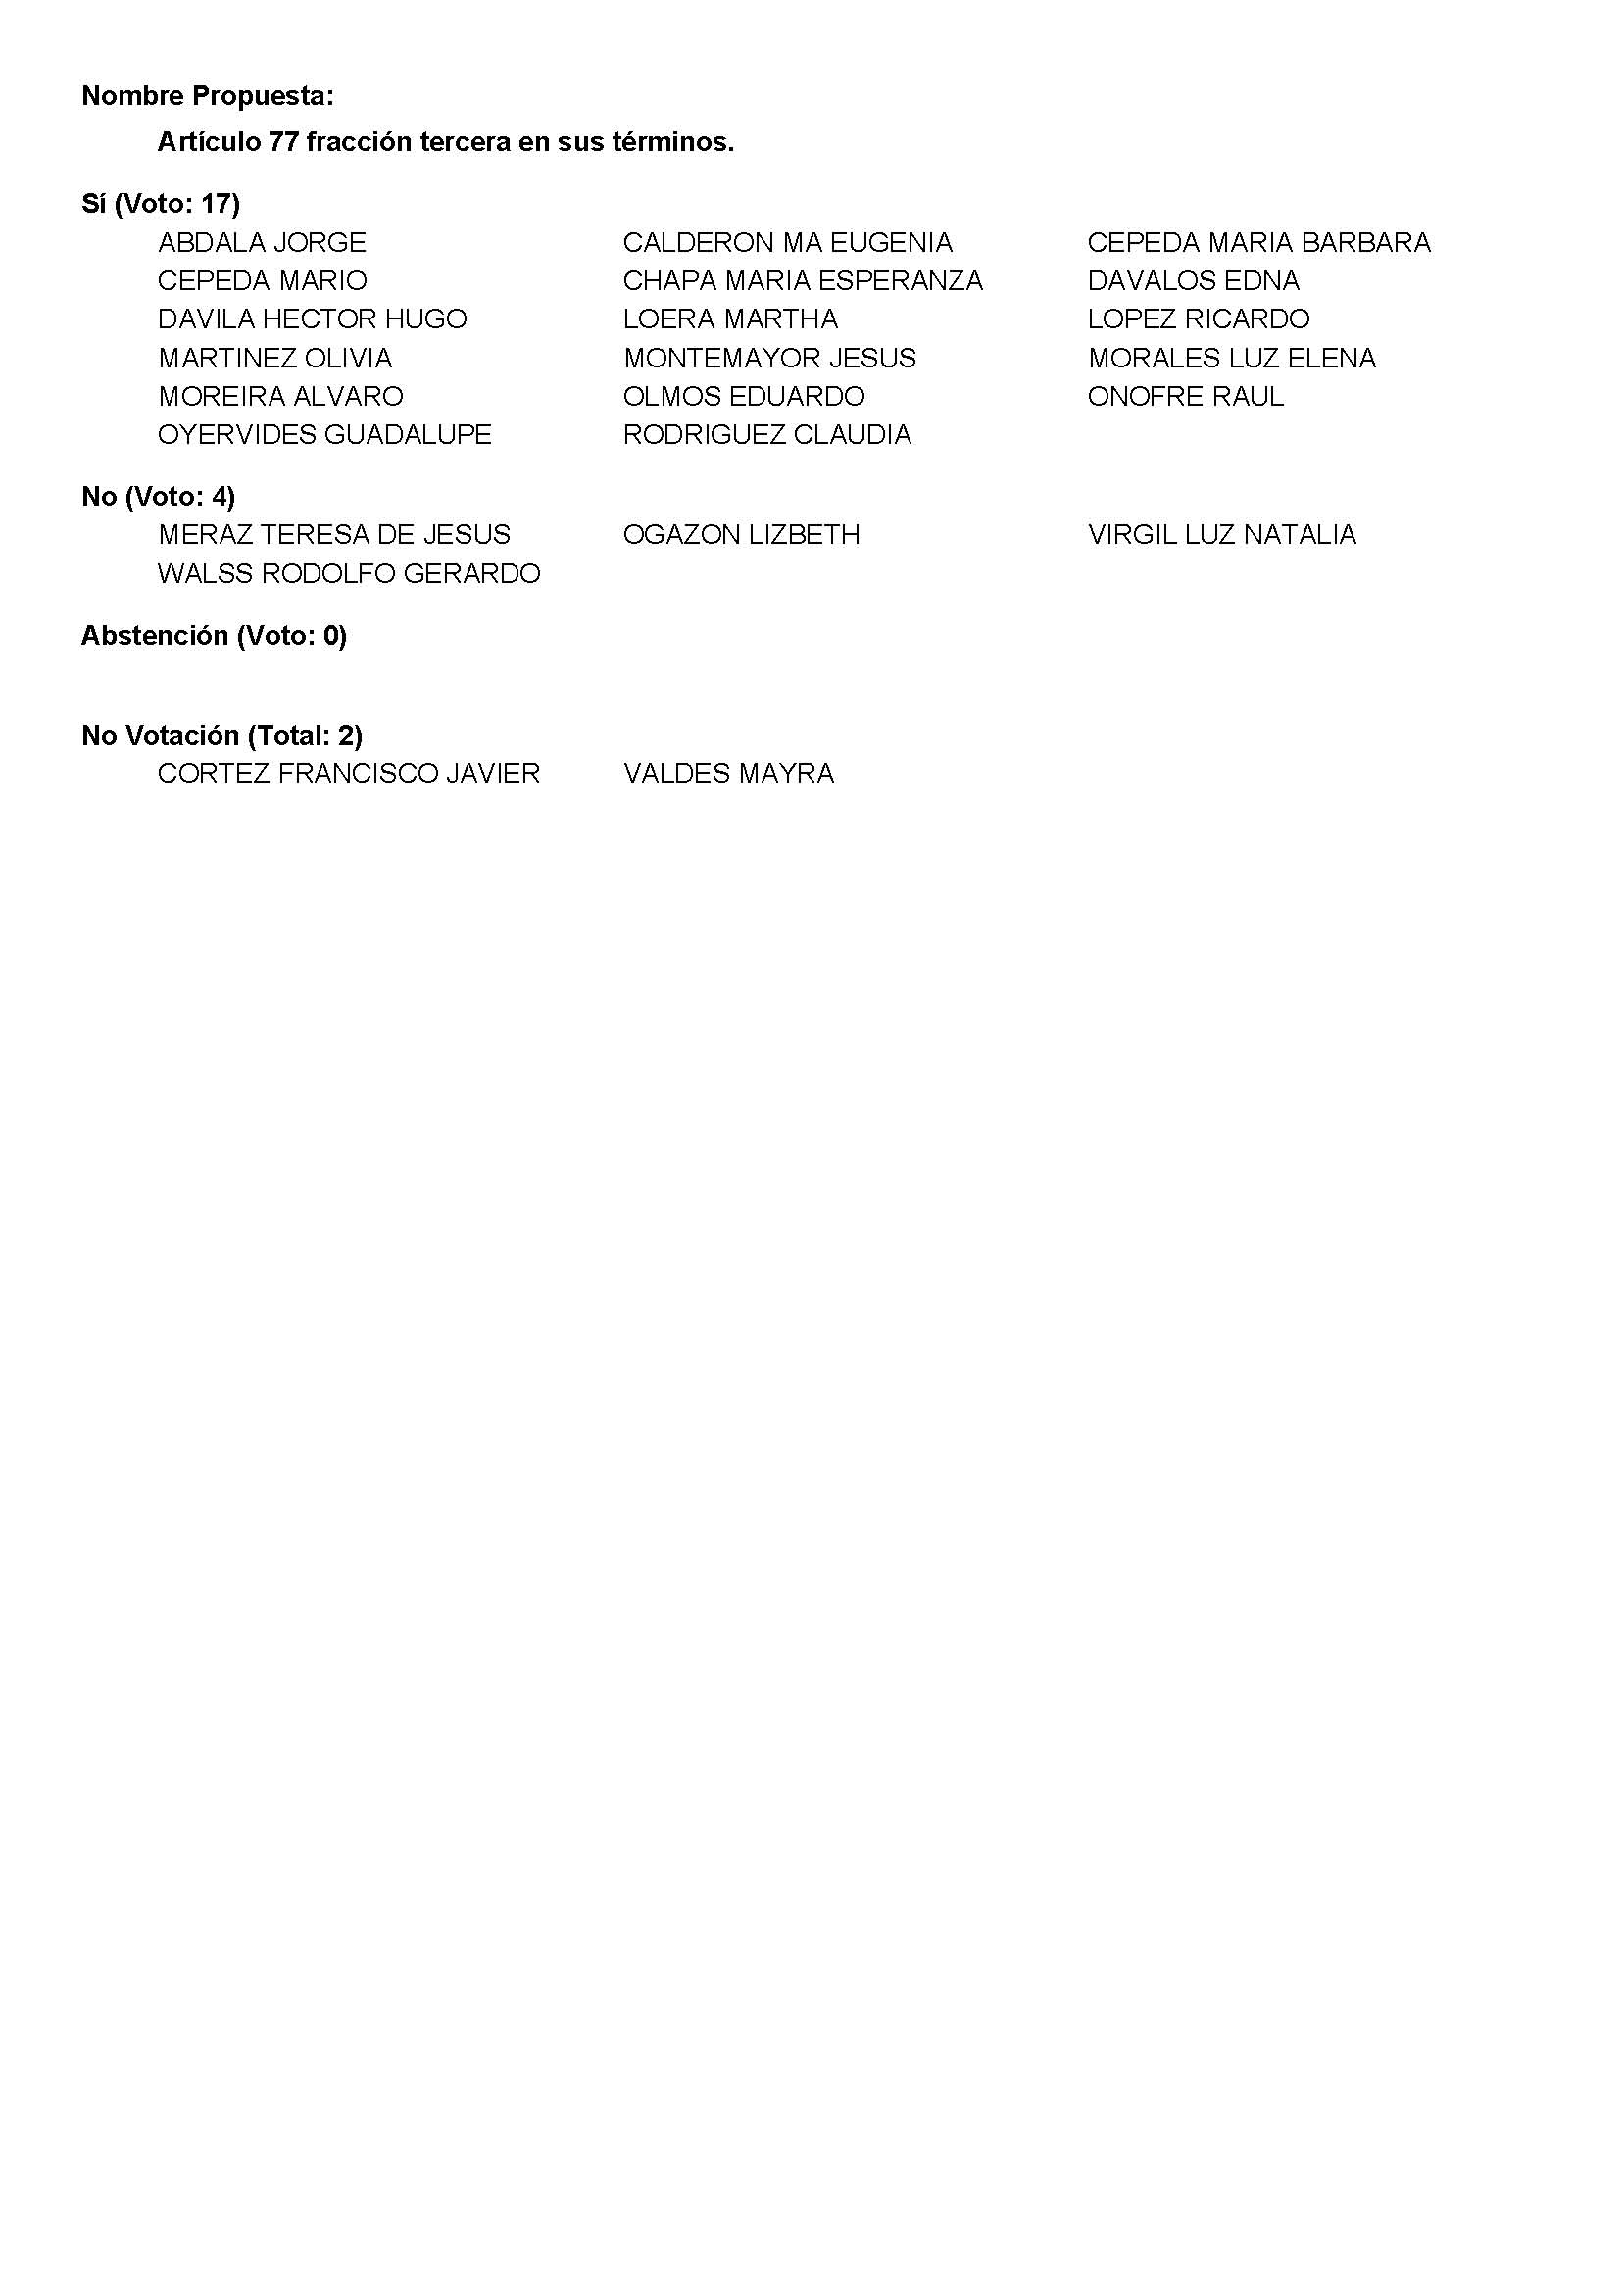 Nombre Propuesta:
Artículo 77 fracción tercera en sus términos.
Sí (Voto: 17)
ABDALA JORGE CALDERON MA EUGENIA CEPEDA MARIA BARBARA
CEPEDA MARIO CHAPA MARIA ESPERANZA DAVALOS EDNA
DAVILA HECTOR HUGO LOERA MARTHA LOPEZ RICARDO
MARTINEZ OLIVIA MONTEMAYOR JESUS MORALES LUZ ELENA
MOREIRA ALVARO OLMOS EDUARDO ONOFRE RAUL
OYERVIDES GUADALUPE RODRIGUEZ CLAUDIA
No (Voto: 4)
MERAZ TERESA DE JESUS OGAZON LIZBETH VIRGIL LUZ NATALIA
WALSS RODOLFO GERARDO
Abstención (Voto: 0)
No Votación (Total: 2)
CORTEZ FRANCISCO JAVIER VALDES MAYRA